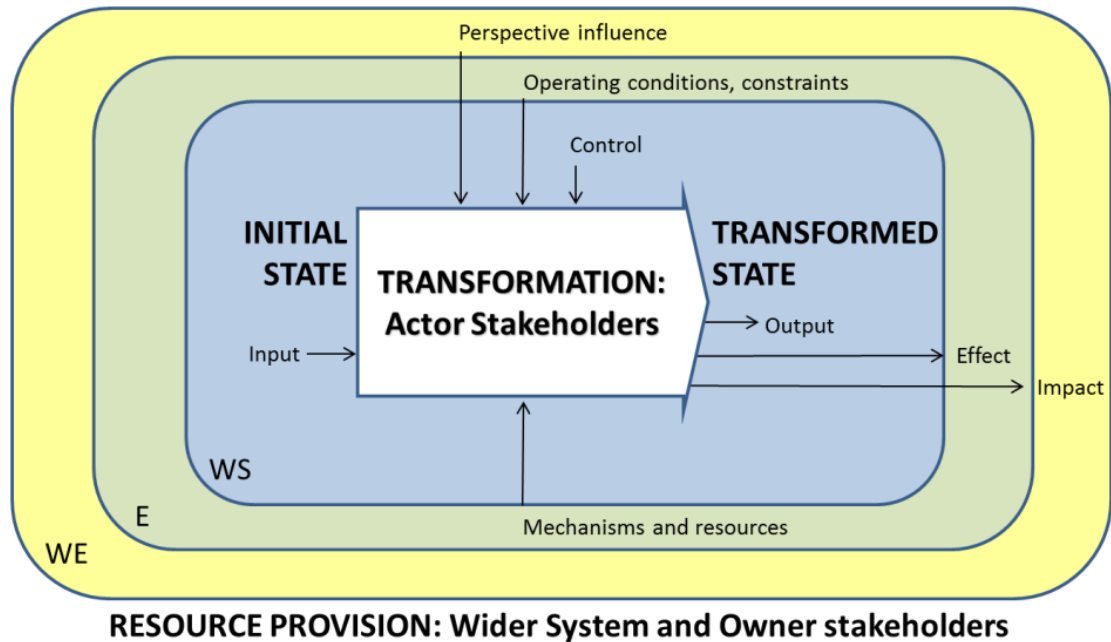 Perspective influence
Operating conditions, constraints
Control
INITIAL
STATE
TRANSFORMATION:
Actor Stakeholders
TRANSFORMED
STATE
Input
Output
Effect
Impact
WS
E
Mechanisms and resources
WE
RESOURCE PROVISION: Wider System and Owner stakeholders